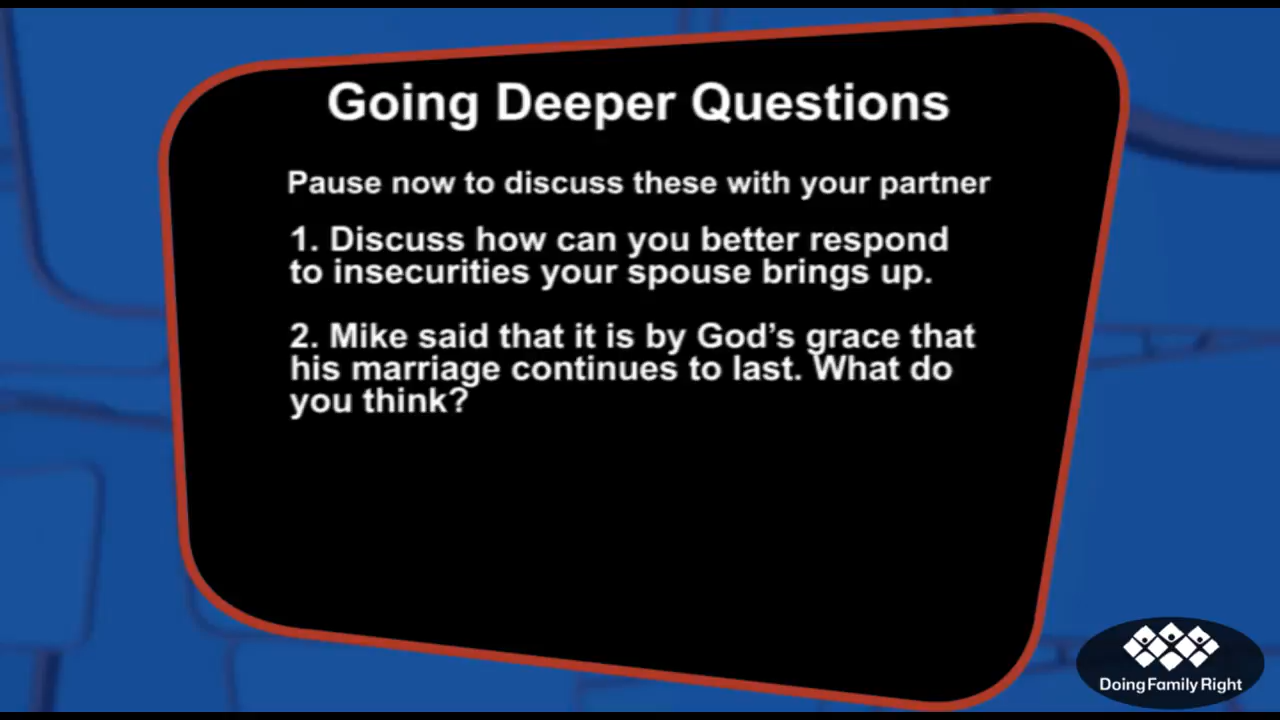 Going Deeper Questions
Pause now to discuss these with your partner
1. Discuss how can you better respond
to insecurities your spouse brings up.
2. Mike said that it is by God's grace that
his marriage continues to last. What do
you think?
Doing Family Right